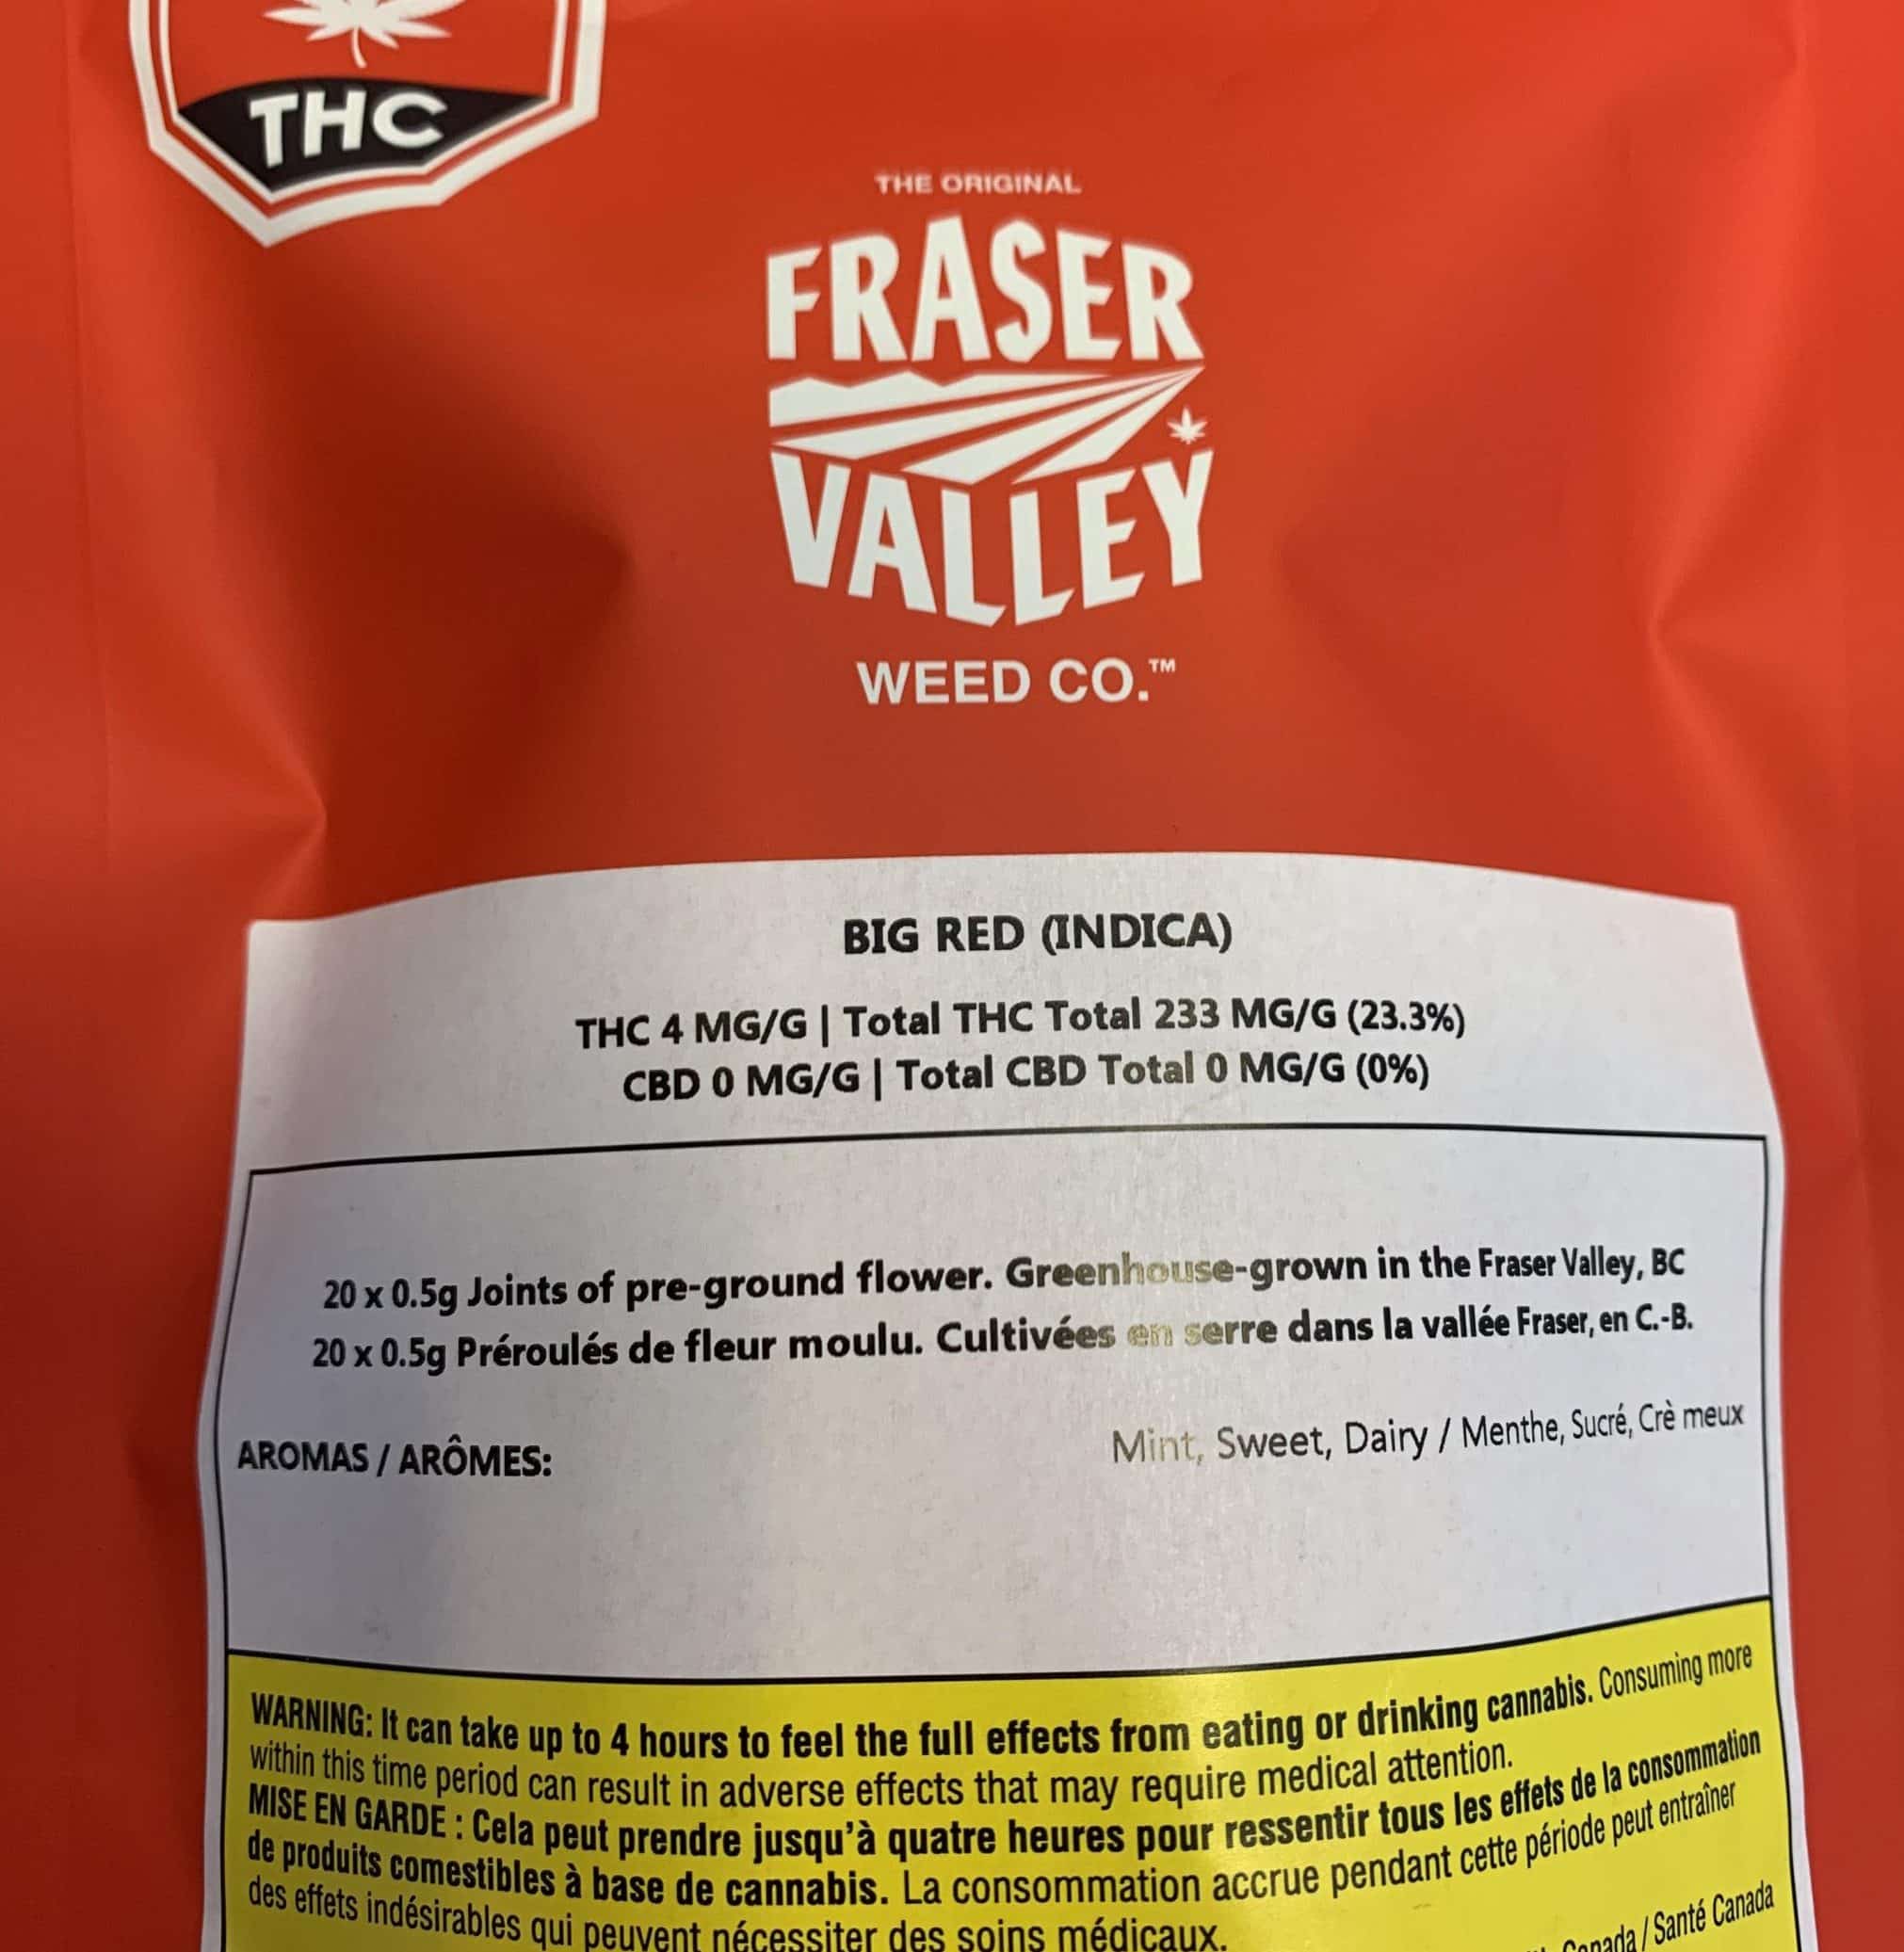 THC
THE ORIGINAL
FRASER
VALLEY
WEED CO.™
BIG RED (INDICA)
THC 4 MG/G | Total THC Total 233 MG/G (23.3%)
CBD 0 MG/G | Total CBD Total 0 MG/G (0%)
20 x 0.5g Joints of pre-ground flower. Greenhouse-grown in the Fraser Valley, BC
20 x 0.5g Préroulés de fleur moulu. Cultivées en serre dans la vallée Fraser, en C.-B.
AROMAS / ARÔMES: Mint, Sweet, Dairy / Menthe, Sucré, Crè meux
WARNING: It can take up to 4 hours to feel the full effects from eating or drinking cannabis. Consuming more
within this time period can result in adverse effects that may require medical attention.
MISE EN GARDE : Cela peut prendre jusqu'à quatre heures pour ressentir tous les effets de la consommation
de produits comestibles à base de cannabis. La consommation accrue pendant cette période peut entraîner
des effets indésirables qui peuvent nécessiter des soins médicaux.
Canada / Santé Canada